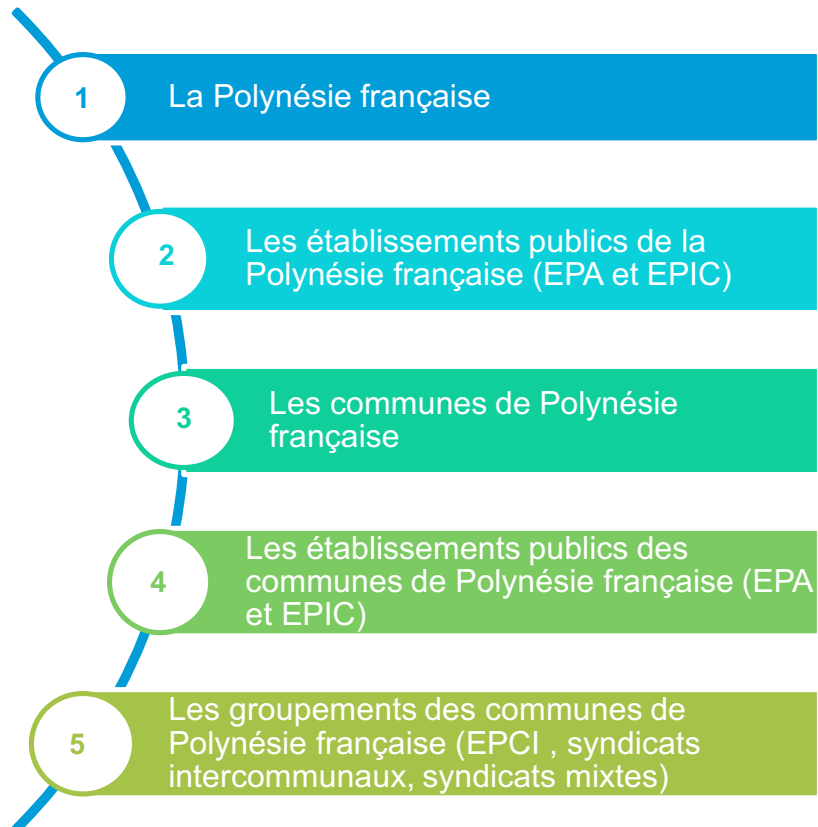 1
La Polynésie française
2
Les établissements publics de la
Polynésie française (EPA et EPIC)
3
Les communes de Polynésie
française
4
Les établissements publics des
communes de Polynésie française (EPA
et EPIC)
5
Les groupements des communes de
Polynésie française (EPCI , syndicats
intercommunaux, syndicats mixtes)